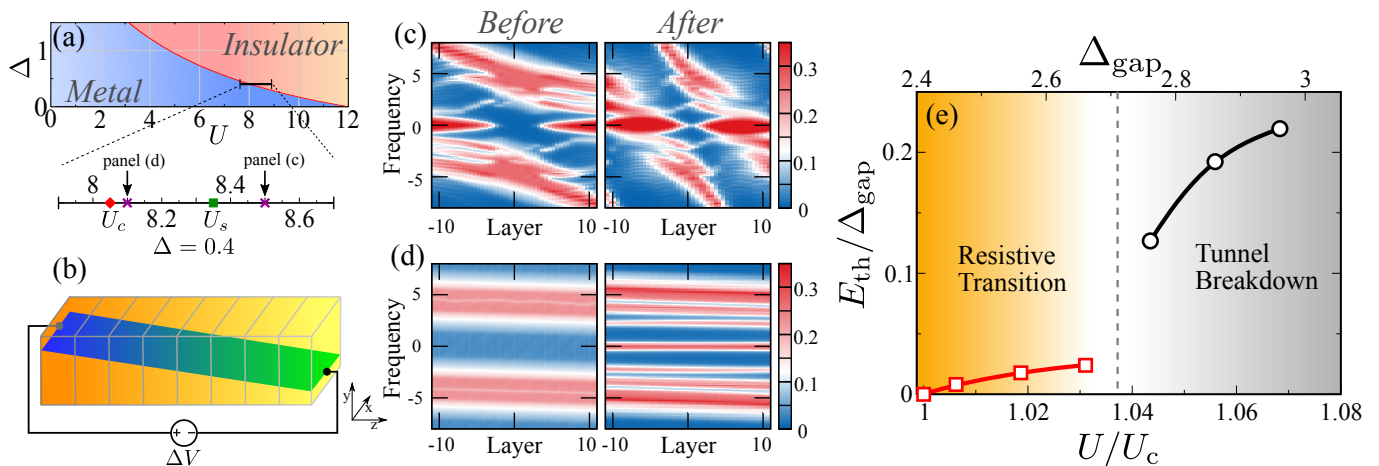 (a)
Insulator
Metal
Δ
1
0
0 2 4 6 8 10 12
U
panel (d)
panel (c)
8
8.4
U_c
8.2
U_s
8.6
Δ = 0.4
(b)
ΔV
y
x
z
Before
After
(c)
Frequency
5
0
-5
-10 Layer 10
-10 Layer 10
0.3
0.2
0.1
0
(d)
Frequency
5
0
-5
-10 Layer 10
-10 Layer 10
0.3
0.2
0.1
0
Δ_gap
2.4 2.6 2.8 3
(e)
E_th/Δ_gap
0.2
0.1
0
Resistive
Transition
Tunnel
Breakdown
1 1.02 1.04 1.06 1.08
U/U_c